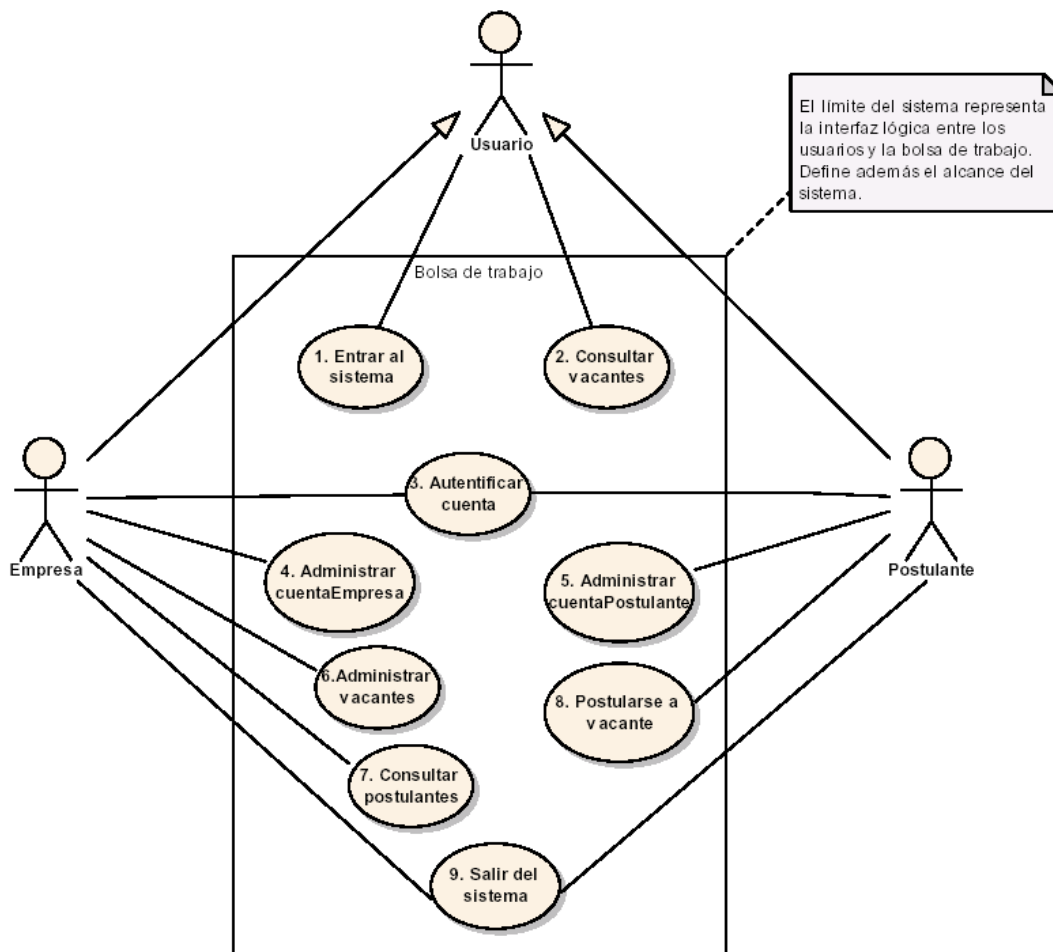 Usuario
El límite del sistema representa
la interfaz lógica entre los
usuarios y la bolsa de trabajo.
Define además el alcance del
sistema.
Bolsa de trabajo
1. Entrar al
sistema
2. Consultar
vacantes
3. Autentificar
cuenta
Empresa
Postulante
4. Administrar
cuentaEmpresa
5. Administrar
cuentaPostulante
6.Administrar
vacantes
8. Postularse a
vacante
7. Consultar
postulantes
9. Salir del
sistema